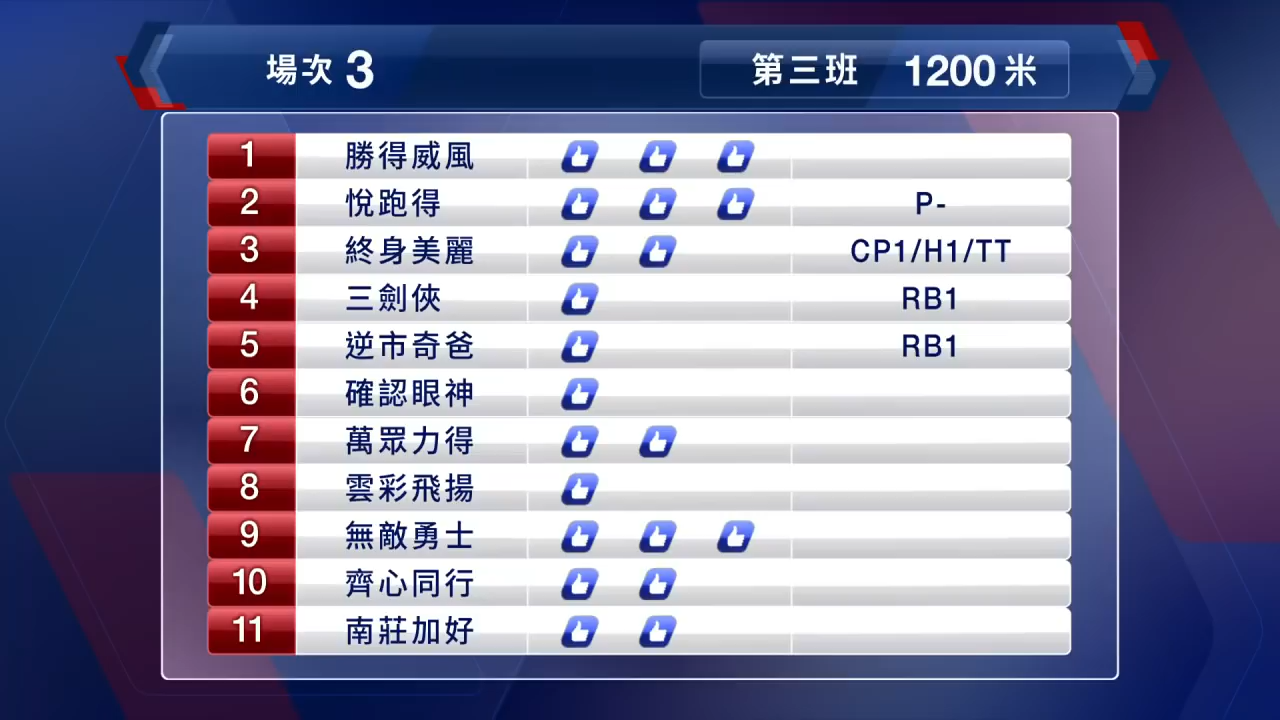 場次 3 第三班 1200 米
1 勝得威風
2 悅跑得 P-
3 終身美麗 CP1/H1/TT
4 三劍俠 RB1
5 逆市奇爸 RB1
6 確認眼神
7 萬眾力得
8 雲彩飛揚
9 無敵勇士
10 齊心同行
11 南莊加好